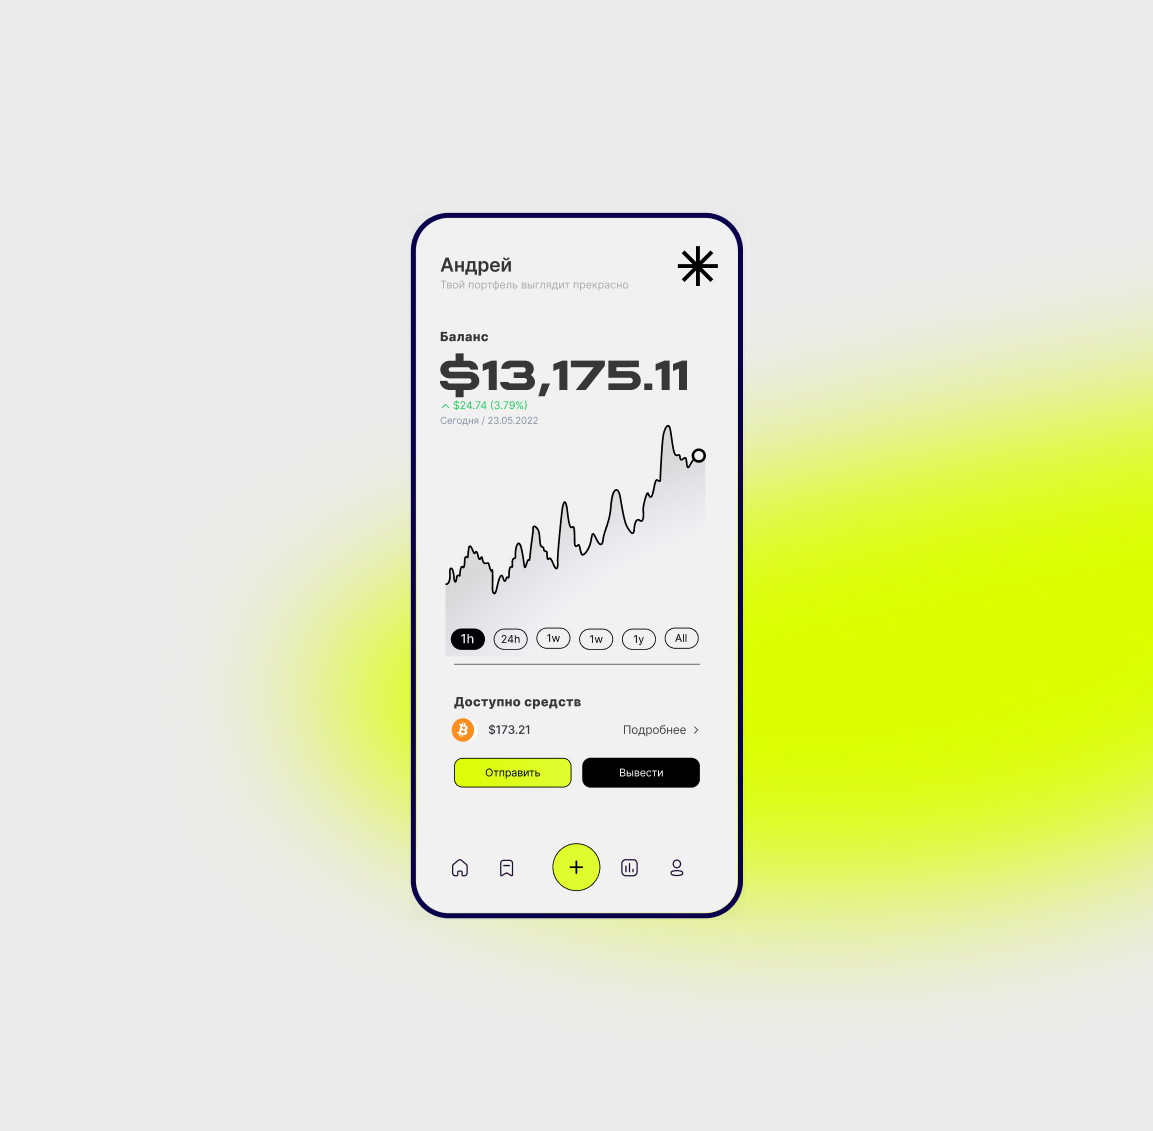 Андрей
Твой портфель выглядит прекрасно
Баланс
$13,175.11
$24.74 (3.79%)
Сегодня / 23.05.2022
1h 24h 1w 1w 1y All
Доступно средств
$173.21 Подробнее
Отправить Вывести